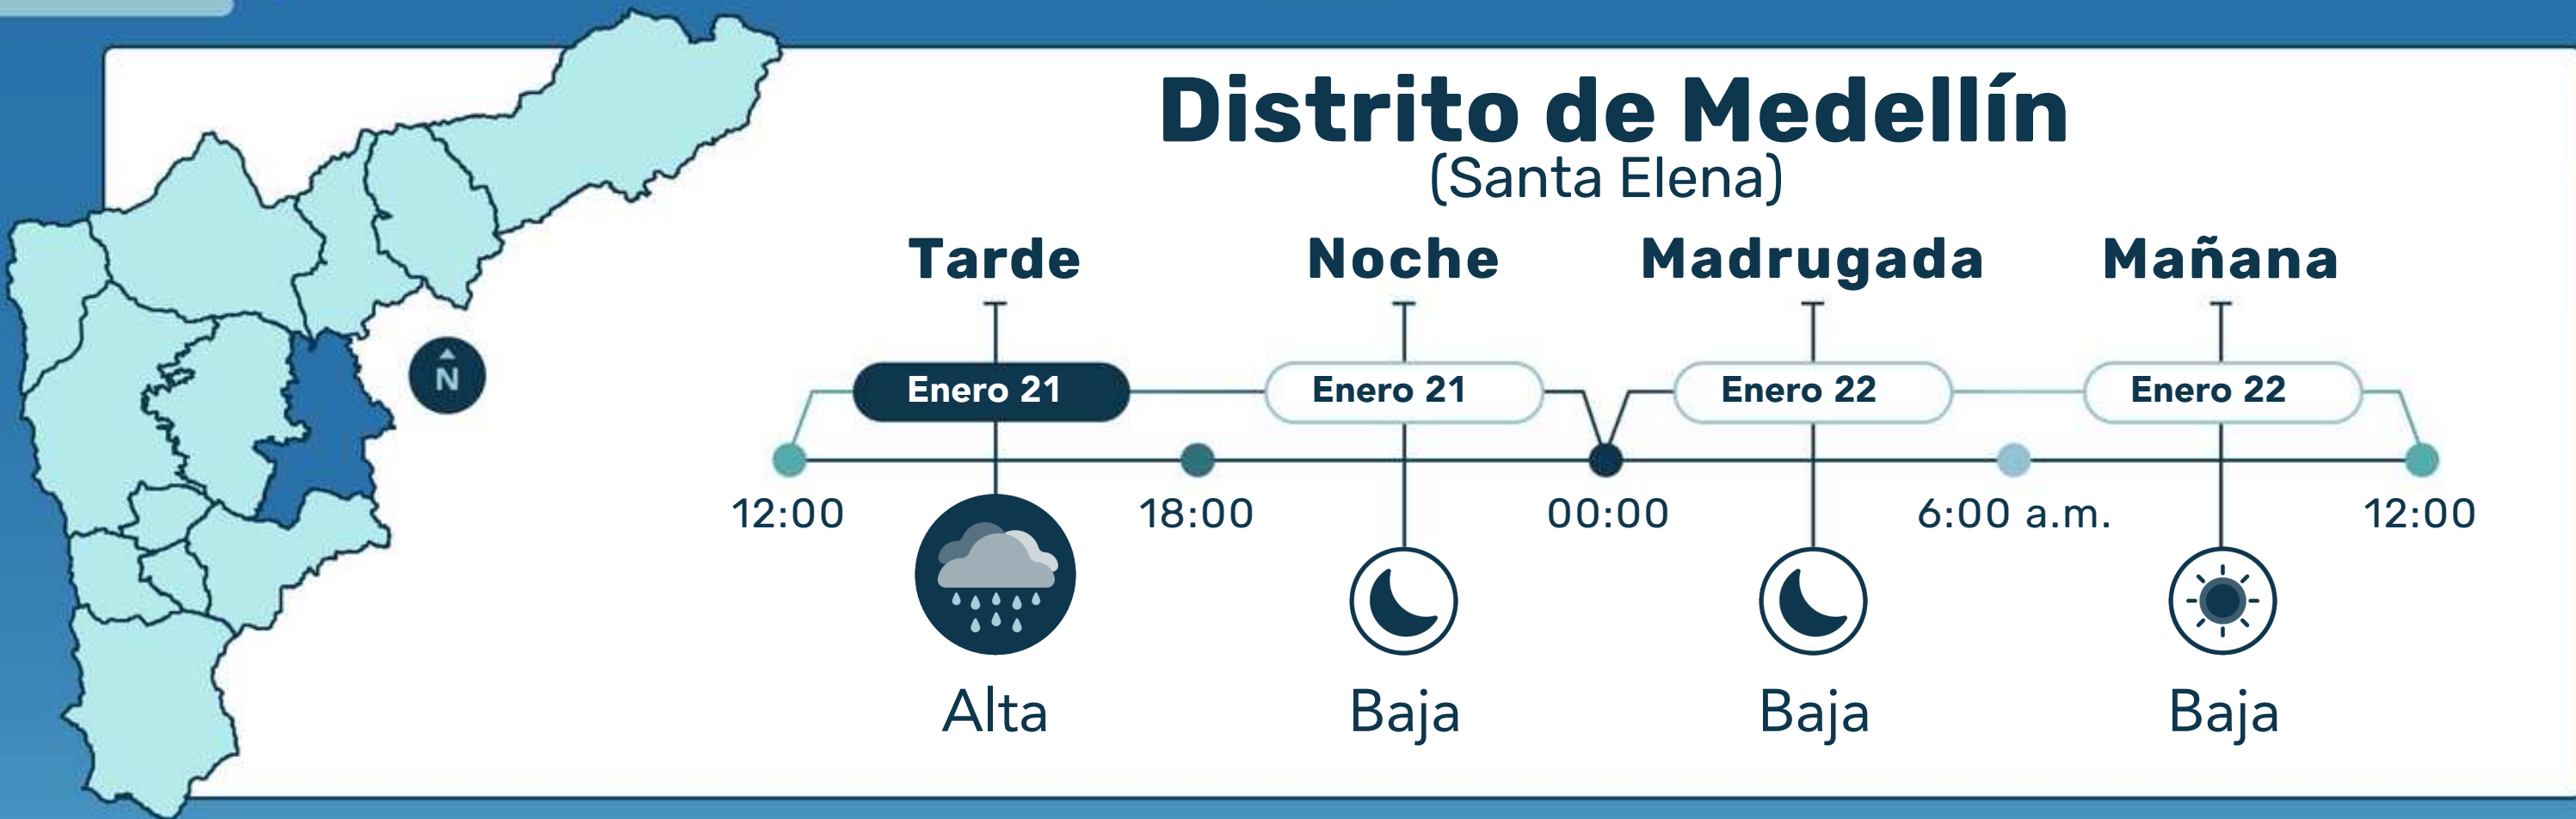 Distrito de Medellín
(Santa Elena)
Tarde Noche Madrugada Mañana
N
Enero 21 Enero 21 Enero 22 Enero 22
12:00 18:00 00:00 6:00 a.m. 12:00
Alta Baja Baja Baja